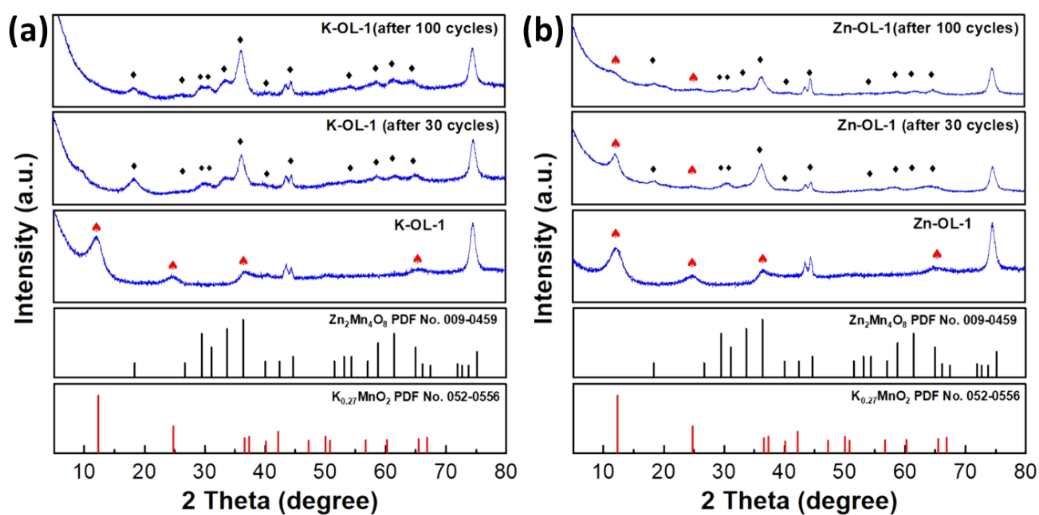 (a)
K-OL-1(after 100 cycles)
K-OL-1 (after 30 cycles)
K-OL-1
Zn₂Mn₄O₈ PDF No. 009-0459
K₀.₂₇MnO₂ PDF No. 052-0556
Intensity (a.u.)
10 20 30 40 50 60 70 80
2 Theta (degree)
(b)
Zn-OL-1(after 100 cycles)
Zn-OL-1 (after 30 cycles)
Zn-OL-1
Zn₂Mn₄O₈ PDF No. 009-0459
K₀.₂₇MnO₂ PDF No. 052-0556
Intensity (a.u.)
10 20 30 40 50 60 70 80
2 Theta (degree)